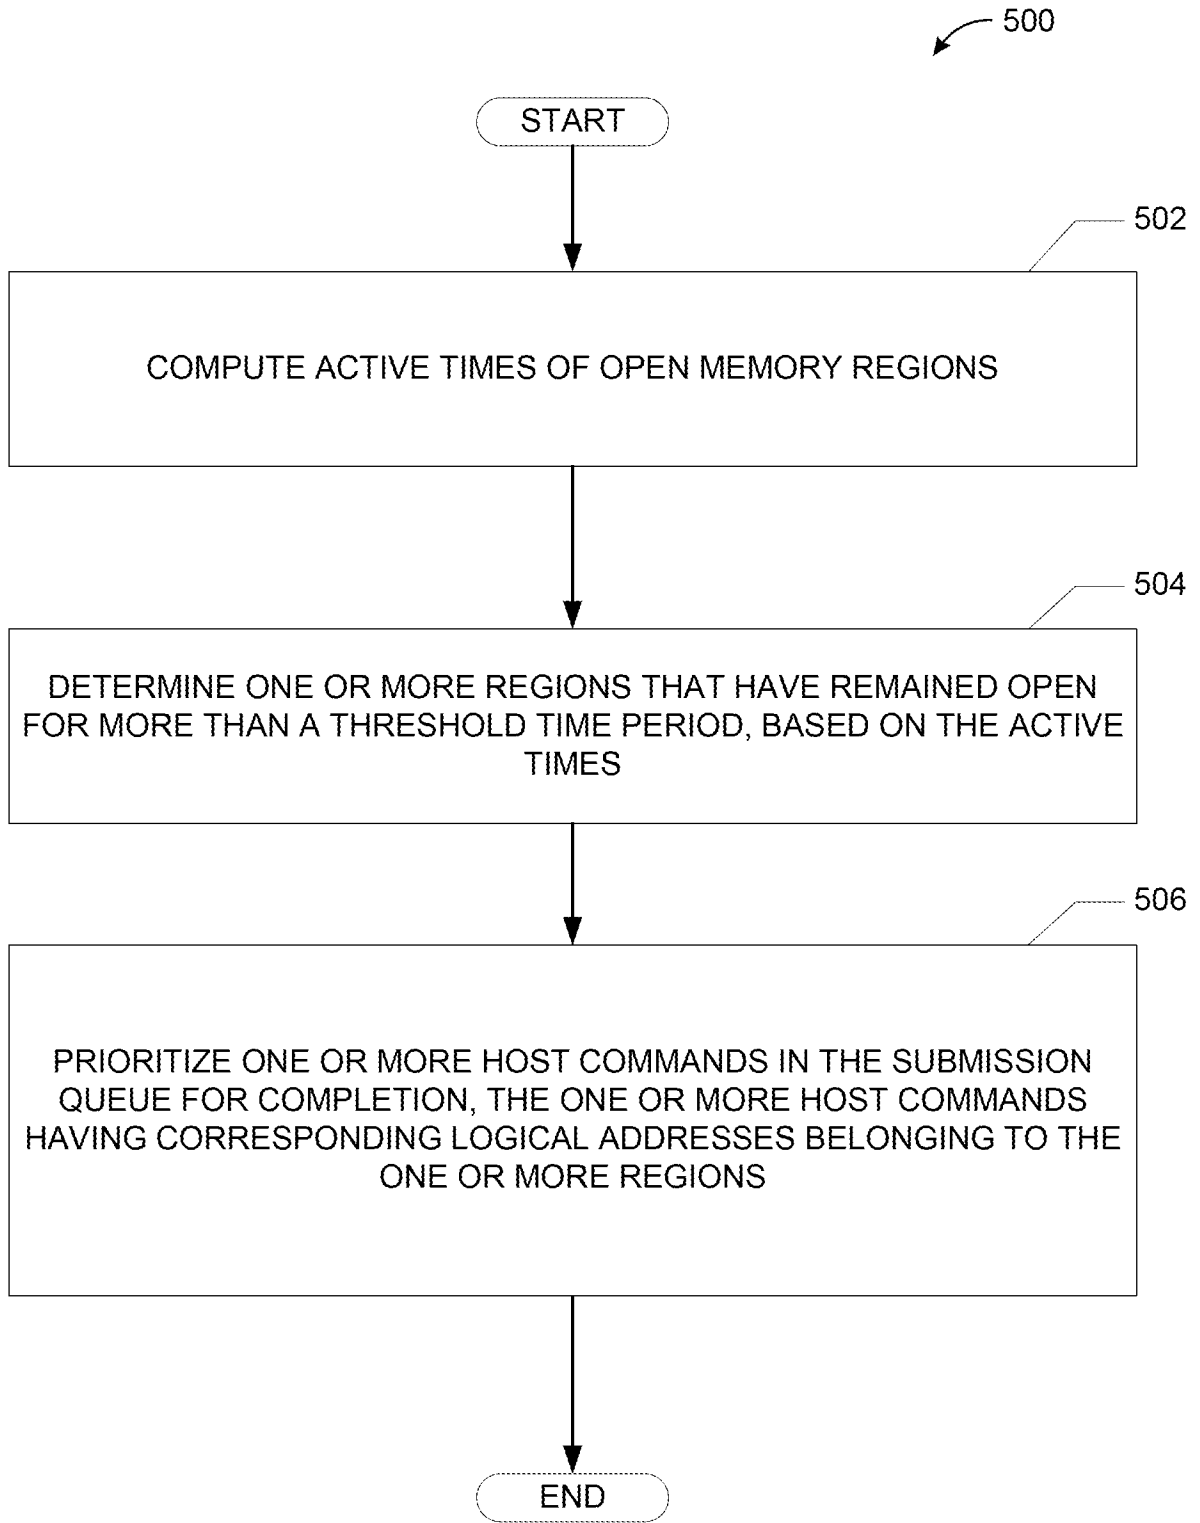 500
START
502
COMPUTE ACTIVE TIMES OF OPEN MEMORY REGIONS
504
DETERMINE ONE OR MORE REGIONS THAT HAVE REMAINED OPEN
FOR MORE THAN A THRESHOLD TIME PERIOD, BASED ON THE ACTIVE
TIMES
506
PRIORITIZE ONE OR MORE HOST COMMANDS IN THE SUBMISSION
QUEUE FOR COMPLETION, THE ONE OR MORE HOST COMMANDS
HAVING CORRESPONDING LOGICAL ADDRESSES BELONGING TO THE
ONE OR MORE REGIONS
END